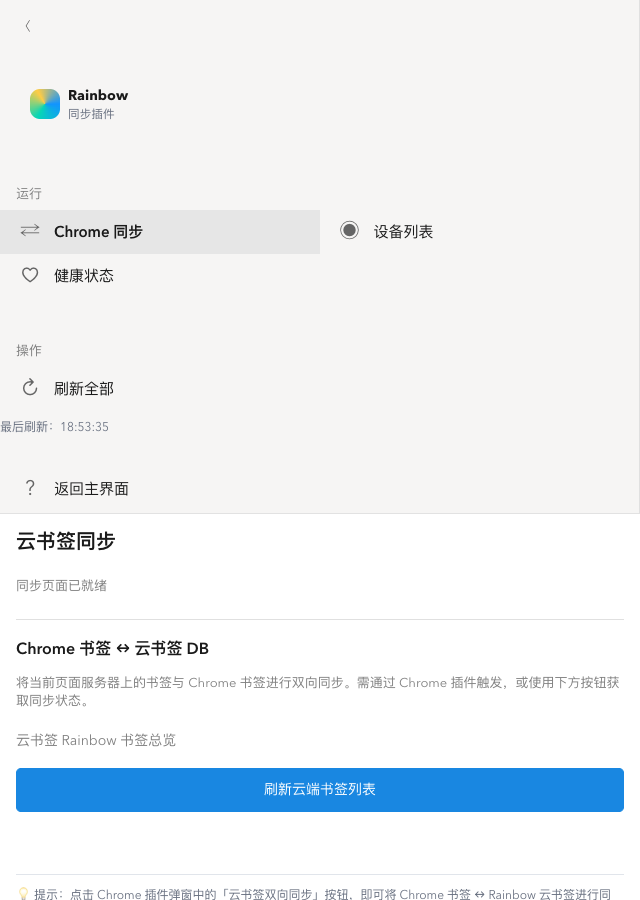 Rainbow
同步插件
运行
Chrome 同步
设备列表
健康状态
操作
刷新全部
最后刷新：18:53:35
? 返回主界面
云书签同步
同步页面已就绪
Chrome 书签 ↔ 云书签 DB
将当前页面服务器上的书签与 Chrome 书签进行双向同步。需通过 Chrome 插件触发，或使用下方按钮获
取同步状态。
云书签 Rainbow 书签总览
刷新云端书签列表
💡 提示：点击 Chrome 插件弹窗中的「云书签双向同步」按钮，即可将 Chrome 书签 ↔ Rainbow 云书签进行同